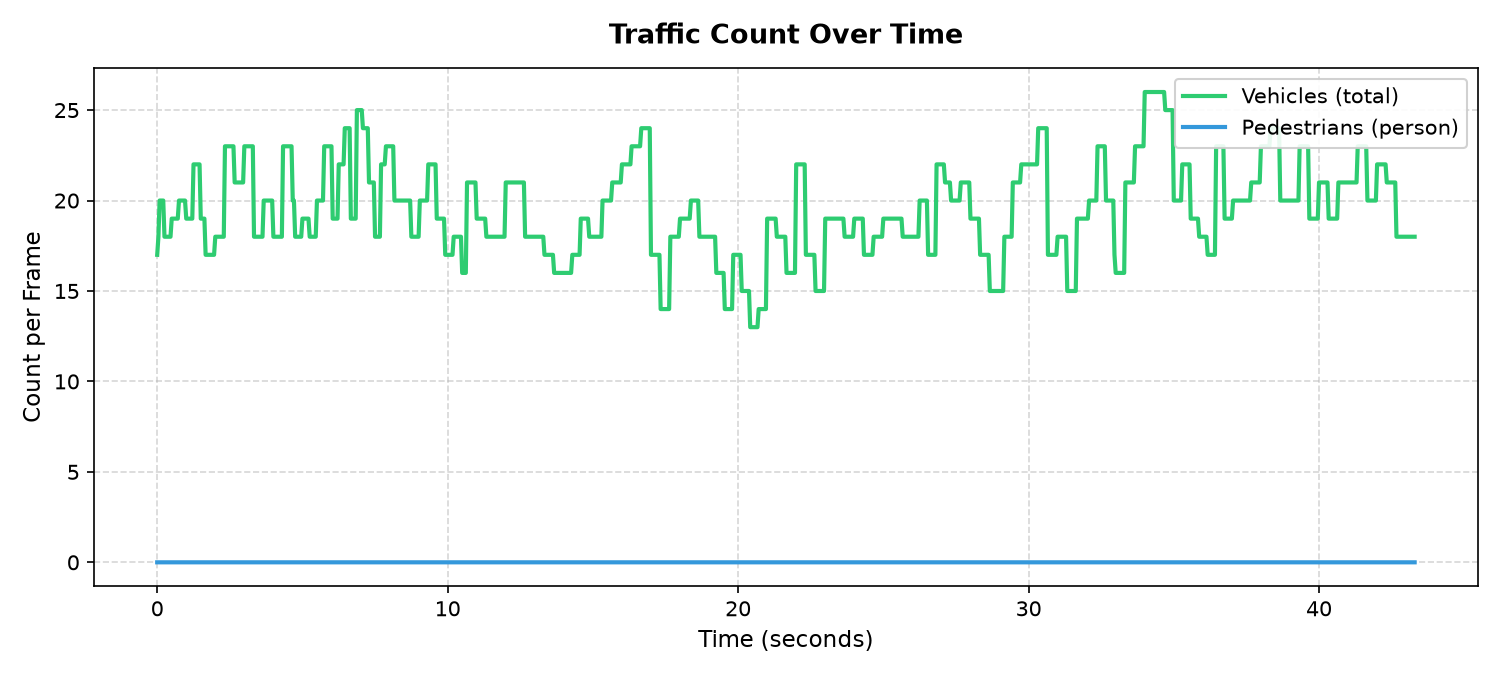 Traffic Count Over Time
Vehicles (total)
Pedestrians (person)
Count per Frame
25
20
15
10
5
0
0 10 20 30 40
Time (seconds)